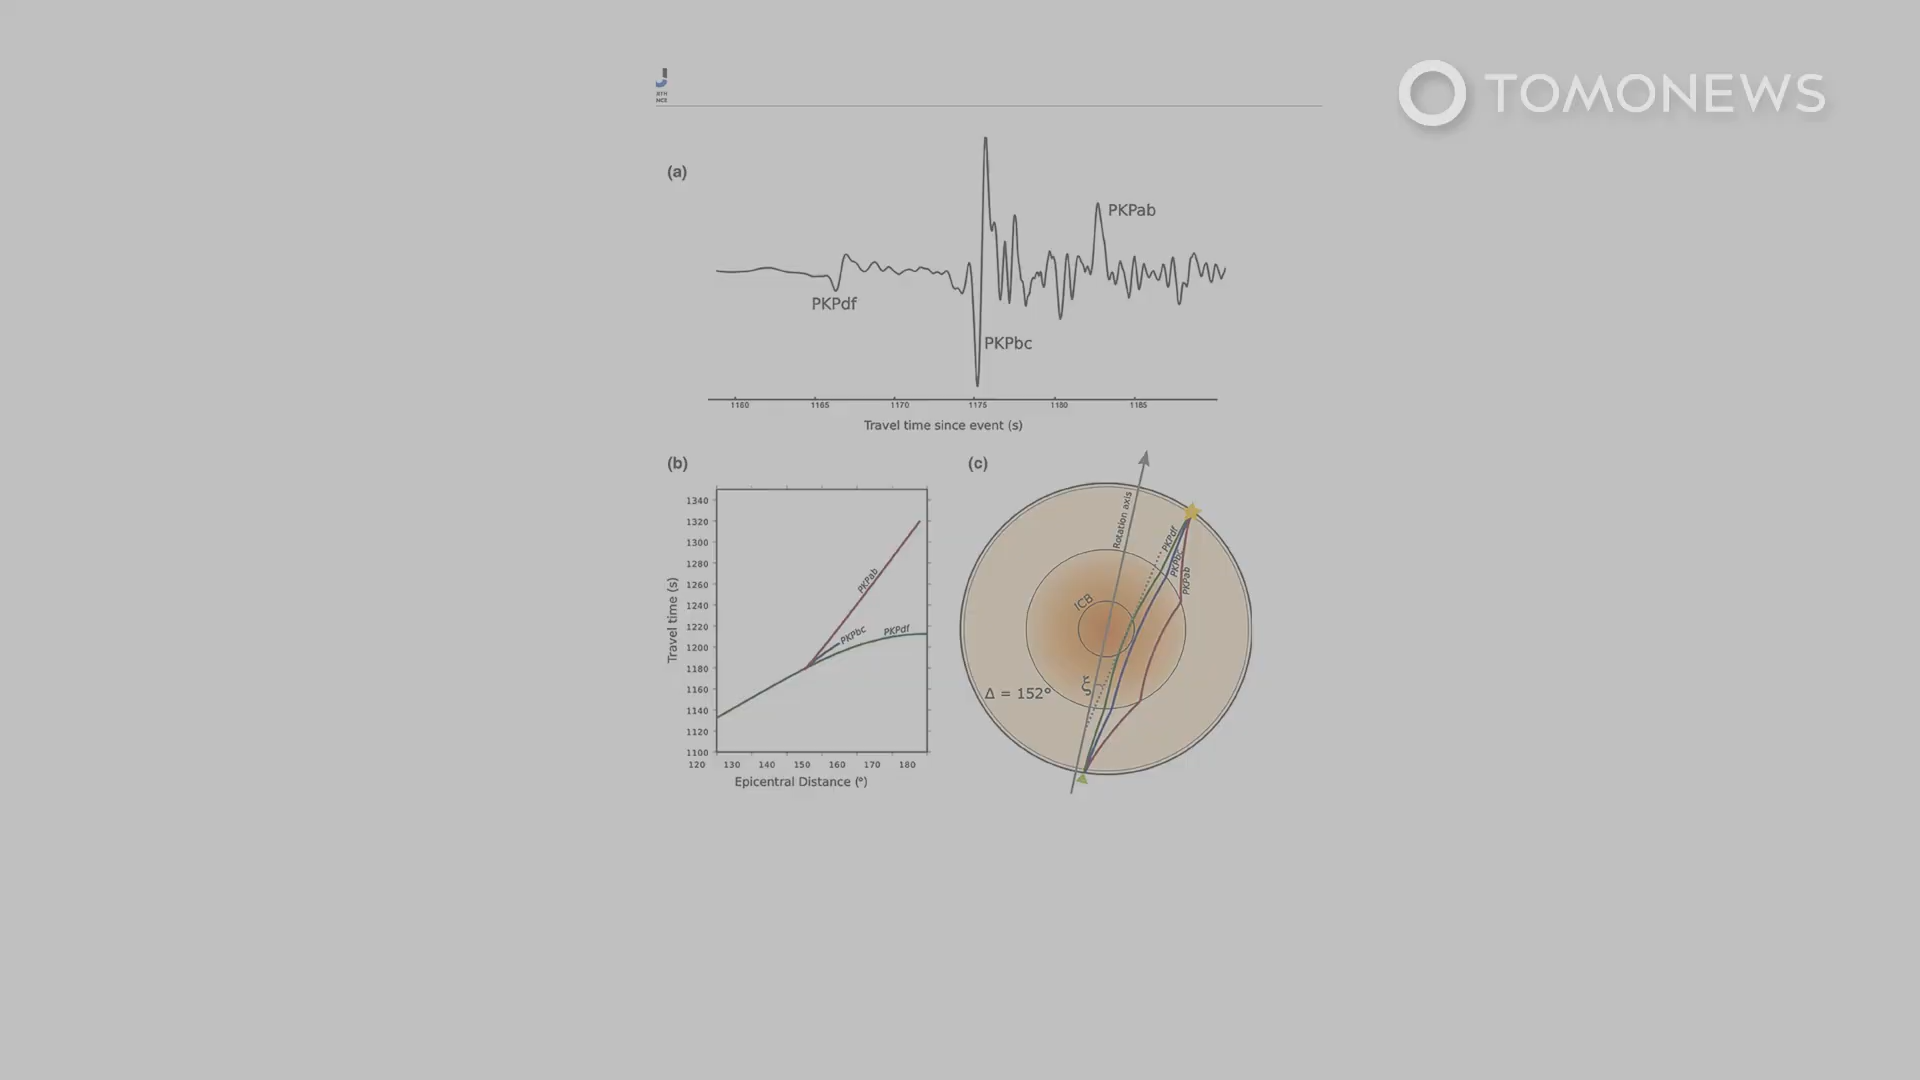 TOMONEWS
J
NCE
(a)
PKPab
PKPdf
PKPbc
1160 1165 1170 1175 1180 1185
Travel time since event (s)
(b)
1340
1320
1300
1280
1260
1240
1220
1200
1180
1160
1140
1120
1100
Travel time (s)
PKPab
PKPbc
PKPdf
120 130 140 150 160 170 180
Epicentral Distance (°)
(c)
Rotation axis
PKPdf
PKPbc
PKPab
ICB
ξ
Δ = 152°